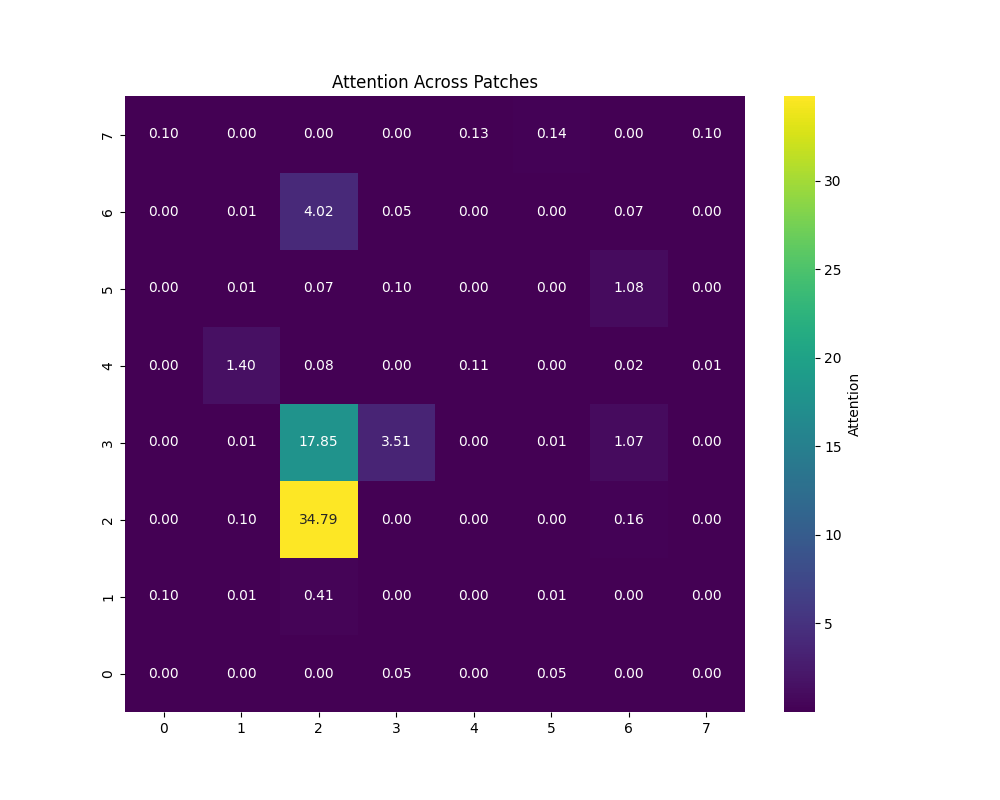 Attention Across Patches
7 0.10 0.00 0.00 0.00 0.13 0.14 0.00 0.10
6 0.00 0.01 4.02 0.05 0.00 0.00 0.07 0.00
5 0.00 0.01 0.07 0.10 0.00 0.00 1.08 0.00
4 0.00 1.40 0.08 0.00 0.11 0.00 0.02 0.01
3 0.00 0.01 17.85 3.51 0.00 0.01 1.07 0.00
2 0.00 0.10 34.79 0.00 0.00 0.00 0.16 0.00
1 0.10 0.01 0.41 0.00 0.00 0.01 0.00 0.00
0 0.00 0.00 0.00 0.05 0.00 0.05 0.00 0.00
0 1 2 3 4 5 6 7
30
25
20
15
10
5
Attention